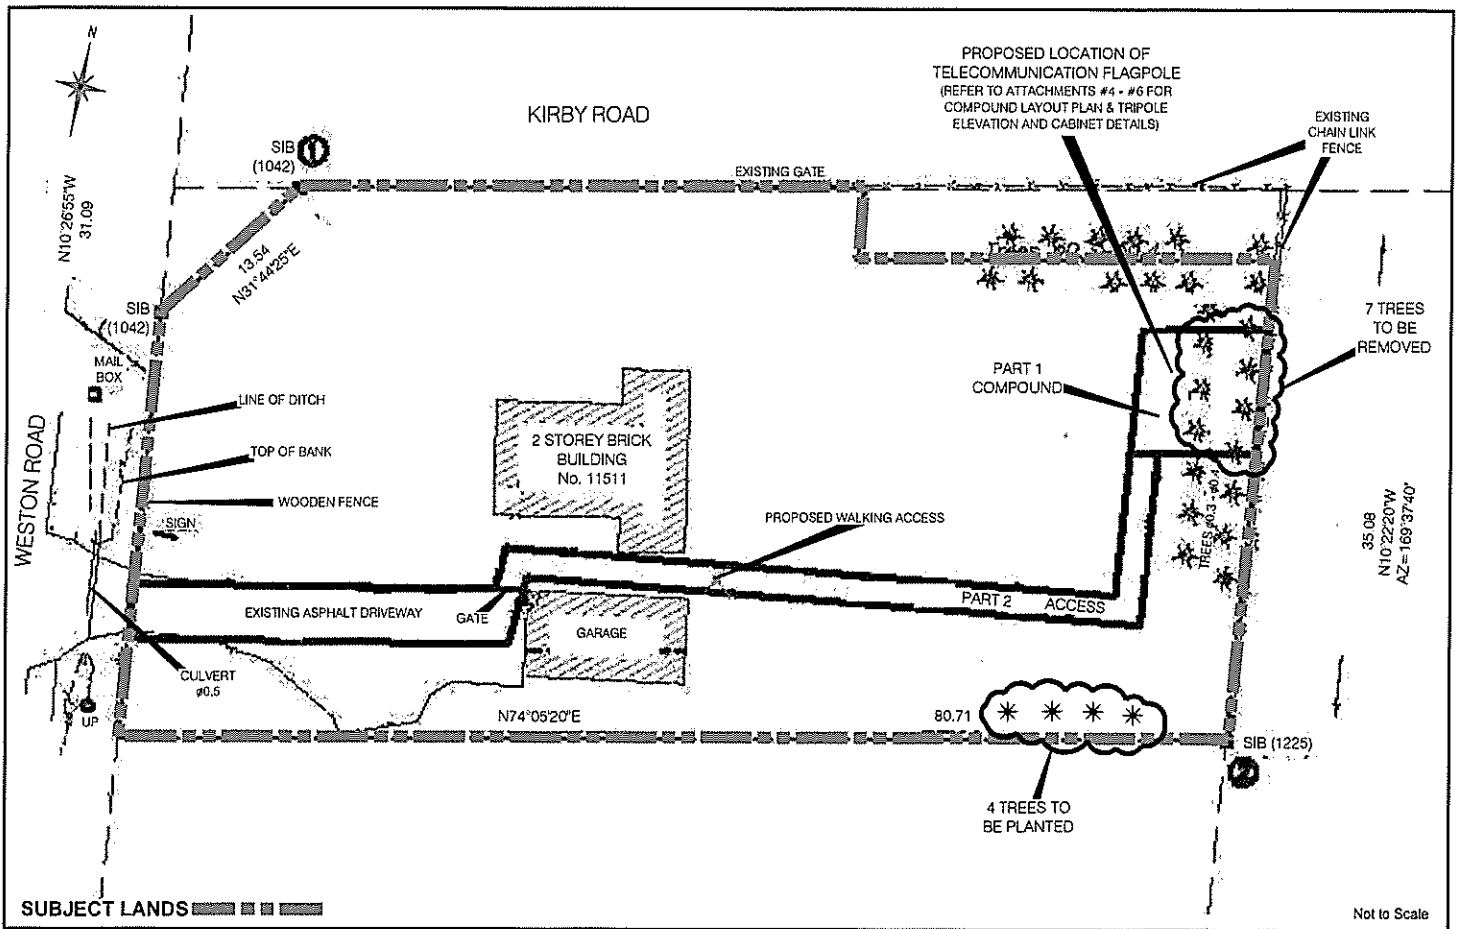 N
KIRBY ROAD
PROPOSED LOCATION OF
TELECOMMUNICATION FLAGPOLE
(REFER TO ATTACHMENTS #4 - #6 FOR
COMPOUND LAYOUT PLAN & TRIPOLE
ELEVATION AND CABINET DETAILS)
EXISTING
CHAIN LINK
FENCE
SIB
(1042)
1
EXISTING GATE
N10°26'55"W
31.09
13.54
N31°44'25"E
SIB
(1042)
MAIL
BOX
LINE OF DITCH
TOP OF BANK
WOODEN FENCE
SIGN
WESTON ROAD
2 STOREY BRICK
BUILDING
No. 11511
PART 1
COMPOUND
7 TREES
TO BE
REMOVED
PROPOSED WALKING ACCESS
TREES
35.08
N10°22'20"W
AZ=169°37'40"
EXISTING ASPHALT DRIVEWAY
GATE
GARAGE
PART 2 ACCESS
CULVERT
ø0.5
UP
N74°05'20"E
80.71
SIB (1225)
2
4 TREES TO
BE PLANTED
SUBJECT LANDS
Not to Scale